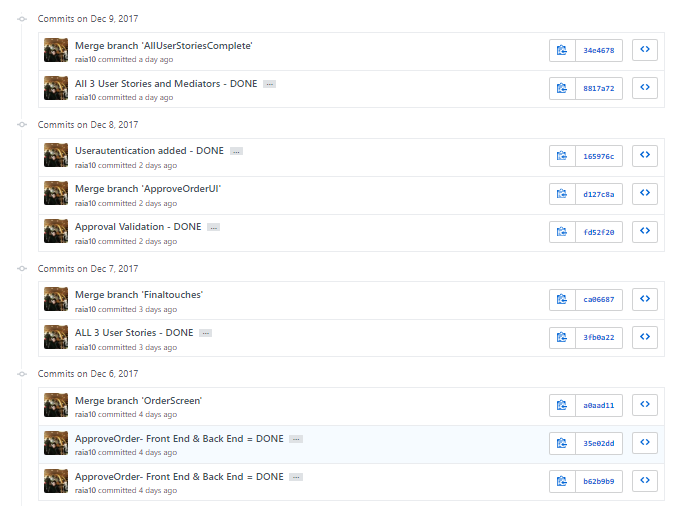 Commits on Dec 9, 2017
Merge branch 'AllUserStoriesComplete'
raia10 committed a day ago
34e4678
All 3 User Stories and Mediators - DONE ...
raia10 committed a day ago
8817a72
Commits on Dec 8, 2017
Userautentication added - DONE ...
raia10 committed 2 days ago
165976c
Merge branch 'ApproveOrderUI'
raia10 committed 2 days ago
d127c8a
Approval Validation - DONE ...
raia10 committed 2 days ago
fd52f20
Commits on Dec 7, 2017
Merge branch 'Finaltouches'
raia10 committed 3 days ago
ca06687
ALL 3 User Stories - DONE ...
raia10 committed 3 days ago
3fb0a22
Commits on Dec 6, 2017
Merge branch 'OrderScreen'
raia10 committed 4 days ago
a0aad11
ApproveOrder- Front End & Back End = DONE ...
raia10 committed 4 days ago
35e02dd
ApproveOrder- Front End & Back End = DONE ...
raia10 committed 4 days ago
b62b9b9